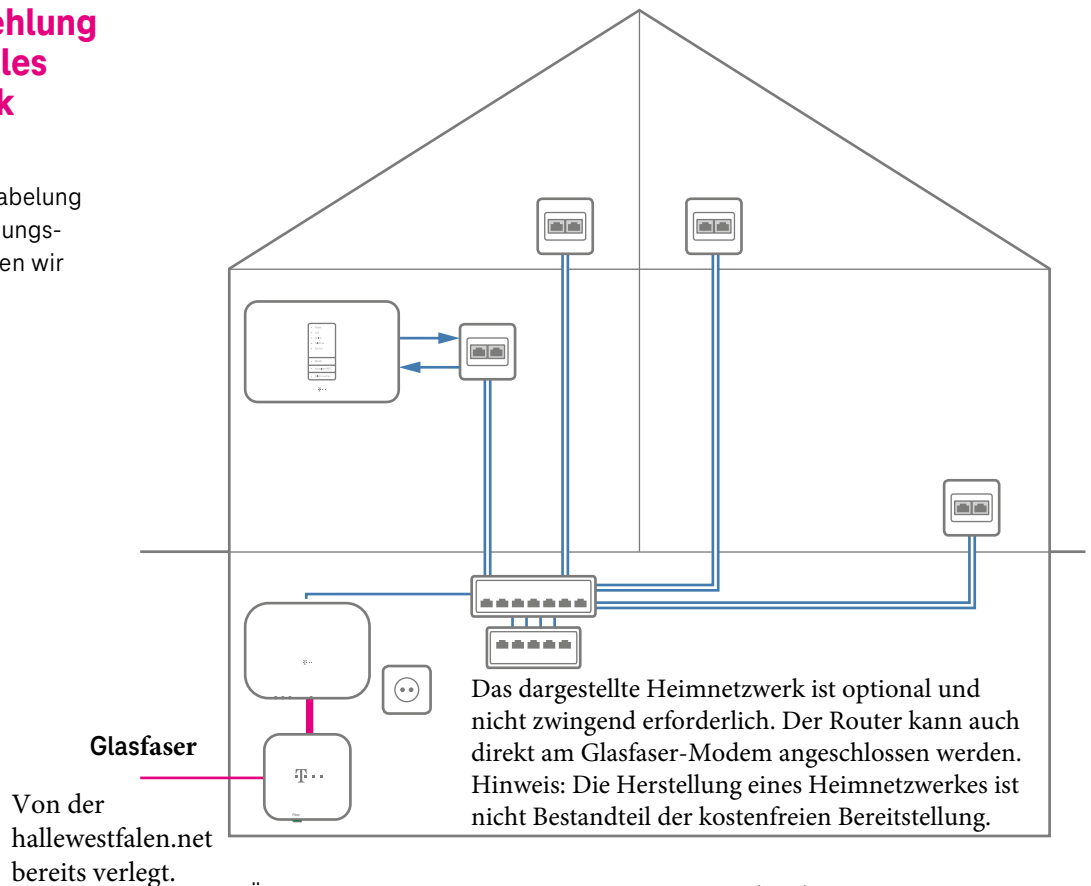 ehlung
les
k
abelung
ungs-
en wir
Das dargestellte Heimnetzwerk ist optional und
nicht zwingend erforderlich. Der Router kann auch
direkt am Glasfaser-Modem angeschlossen werden.
Hinweis: Die Herstellung eines Heimnetzwerkes ist
nicht Bestandteil der kostenfreien Bereitstellung.
Glasfaser
Von der
hallewestfalen.net
bereits verlegt.